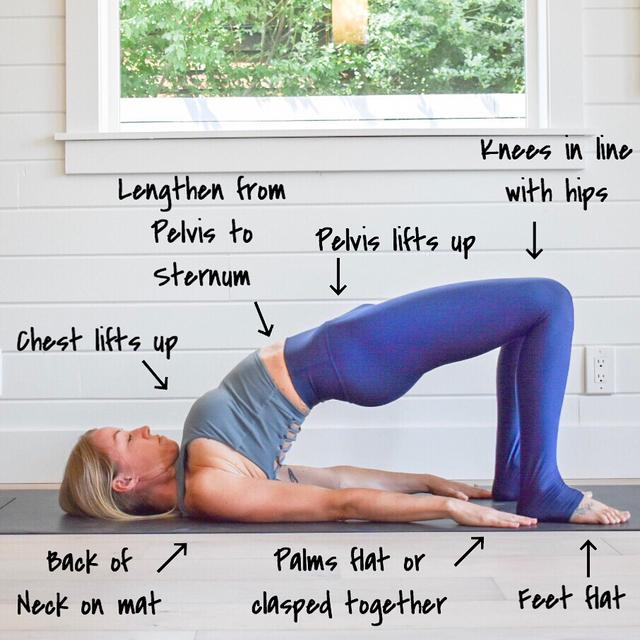 Knees in line
with hips
Lengthen from
Pelvis to
Sternum
Pelvis lifts up
Chest lifts up
Back of
Neck on mat
Palms flat or
clasped together
Feet flat